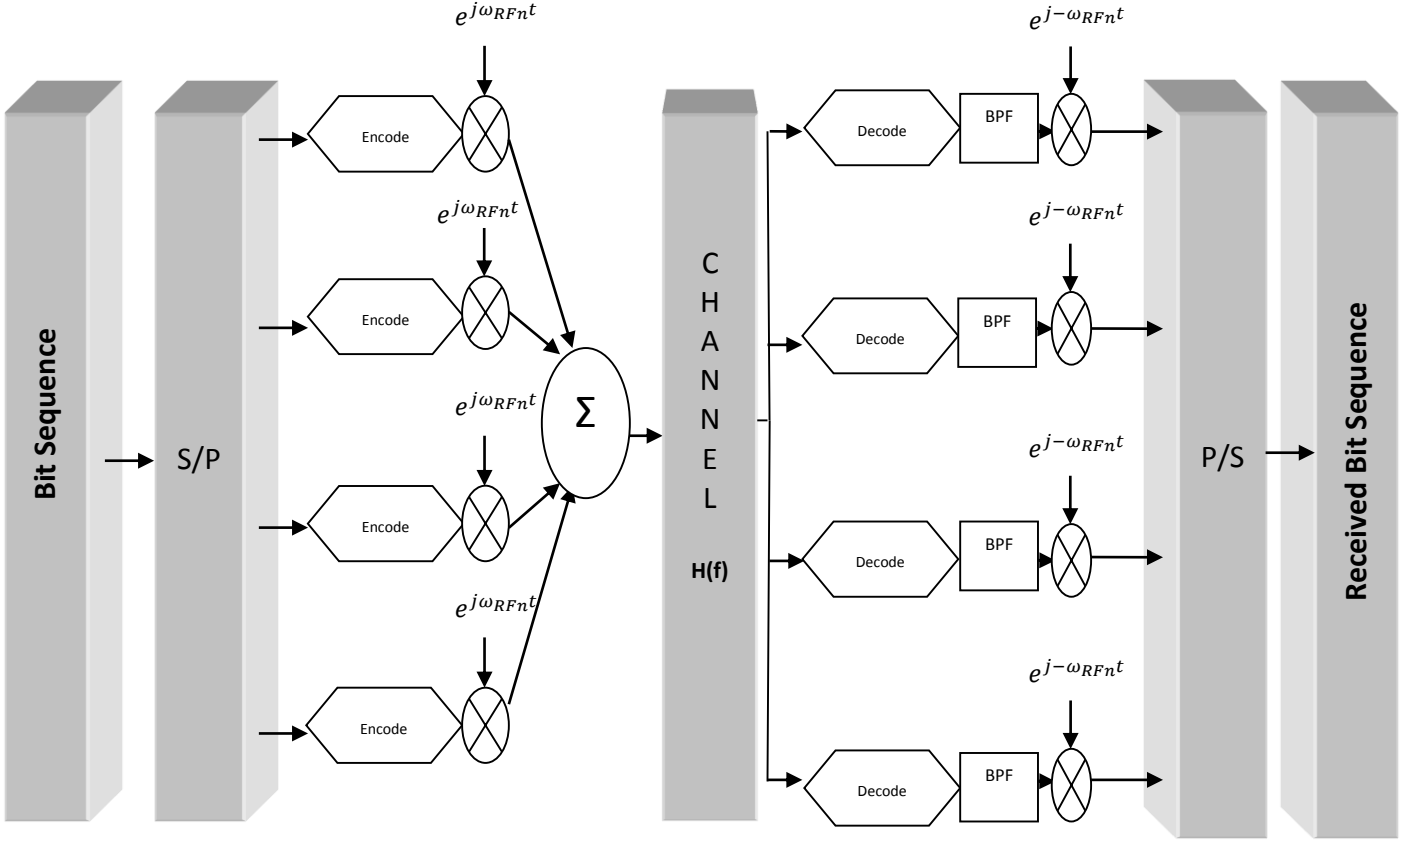 Bit Sequence
S/P
e^{jω_{RFn}t}
Encode
e^{jω_{RFn}t}
Encode
e^{jω_{RFn}t}
Encode
e^{jω_{RFn}t}
Encode
Σ
C
H
A
N
N
E
L
H(f)
e^{j−ω_{RFn}t}
Decode
BPF
e^{j−ω_{RFn}t}
Decode
BPF
e^{j−ω_{RFn}t}
Decode
BPF
e^{j−ω_{RFn}t}
Decode
BPF
P/S
Received Bit Sequence